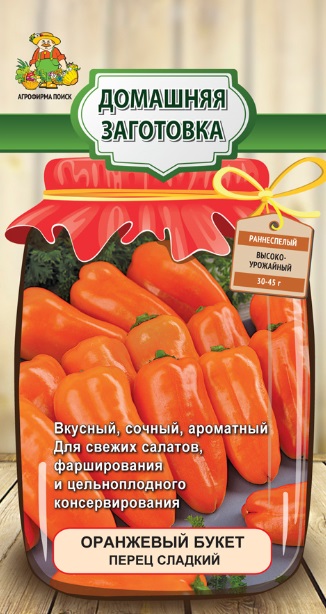 АГРОФИРМА ПОИСК
ДОМАШНЯЯ
ЗАГОТОВКА
РАННЕСПЕЛЫЙ
ВЫСОКО-
УРОЖАЙНЫЙ
30-45 г
Вкусный, сочный, ароматный
Для свежих салатов,
фарширования
и цельноплодного
консервирования
ОРАНЖЕВЫЙ БУКЕТ
ПЕРЕЦ СЛАДКИЙ